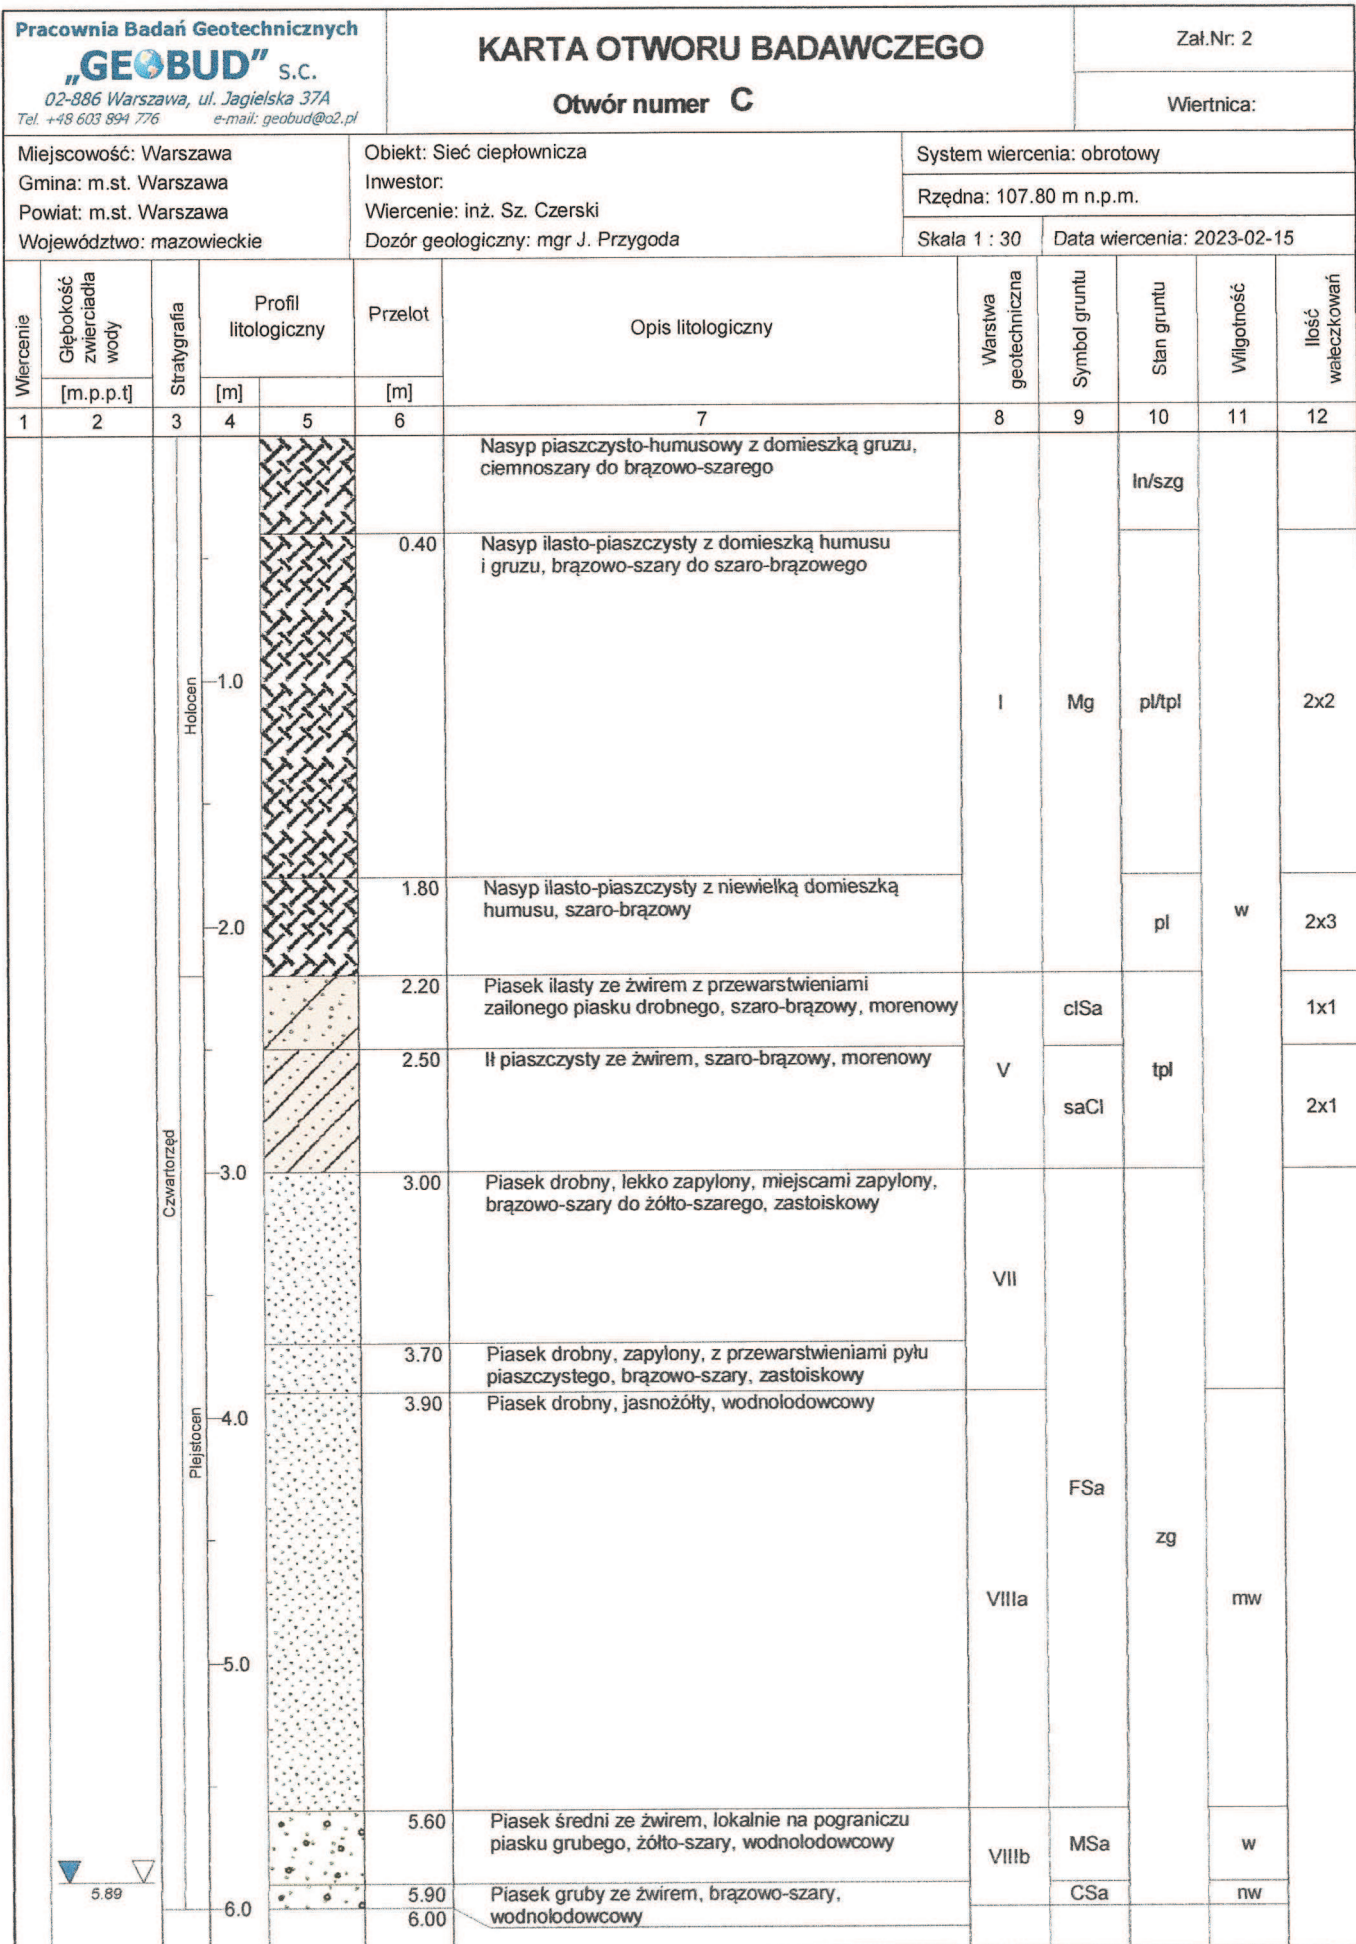 Pracownia Badań Geotechnicznych
„GEOBUD” s.c.
02-886 Warszawa, ul. Jagielska 37A
Tel. +48 603 894 776 e-mail: geobud@o2.pl
KARTA OTWORU BADAWCZEGO
Otwór numer C
Zał.Nr: 2
Wiertnica:
Miejscowość: Warszawa
Gmina: m.st. Warszawa
Powiat: m.st. Warszawa
Województwo: mazowieckie
Obiekt: Sieć ciepłownicza
Inwestor:
Wiercenie: inż. Sz. Czerski
Dozór geologiczny: mgr J. Przygoda
System wiercenia: obrotowy
Rzędna: 107.80 m n.p.m.
Skala 1 : 30 Data wiercenia: 2023-02-15
Wiercenie
Głębokość
zwierciadła
wody
[m.p.p.t]
Stratygrafia
Profil
litologiczny
[m]
Przelot
[m]
Opis litologiczny
Warstwa
geotechniczna
Symbol gruntu
Stan gruntu
Wilgotność
Ilość
wałeczkowań
1 2 3 4 5 6 7 8 9 10 11 12
Nasyp piaszczysto-humusowy z domieszką gruzu,
ciemnoszary do brązowo-szarego
ln/szg
0.40 Nasyp ilasto-piaszczysty z domieszką humusu
i gruzu, brązowo-szary do szaro-brązowego
Holocen
1.0
I Mg pl/tpl 2x2
1.80 Nasyp ilasto-piaszczysty z niewielką domieszką
humusu, szaro-brązowy
2.0
pl w 2x3
2.20 Piasek ilasty ze żwirem z przewarstwieniami
zailonego piasku drobnego, szaro-brązowy, morenowy
clSa 1x1
2.50 Ił piaszczysty ze żwirem, szaro-brązowy, morenowy
V tpl
saCl 2x1
Czwartorzęd
3.0
3.00 Piasek drobny, lekko zapylony, miejscami zapylony,
brązowo-szary do żółto-szarego, zastoiskowy
VII
3.70 Piasek drobny, zapylony, z przewarstwieniami pyłu
piaszczystego, brązowo-szary, zastoiskowy
3.90 Piasek drobny, jasnożółty, wodnolodowcowy
4.0
Plejstocen
FSa
zg
VIIIa mw
5.0
5.60 Piasek średni ze żwirem, lokalnie na pograniczu
piasku grubego, żółto-szary, wodnolodowcowy
VIIIb MSa w
5.89
5.90 Piasek gruby ze żwirem, brązowo-szary,
wodnolodowcowy
CSa nw
6.0
6.00